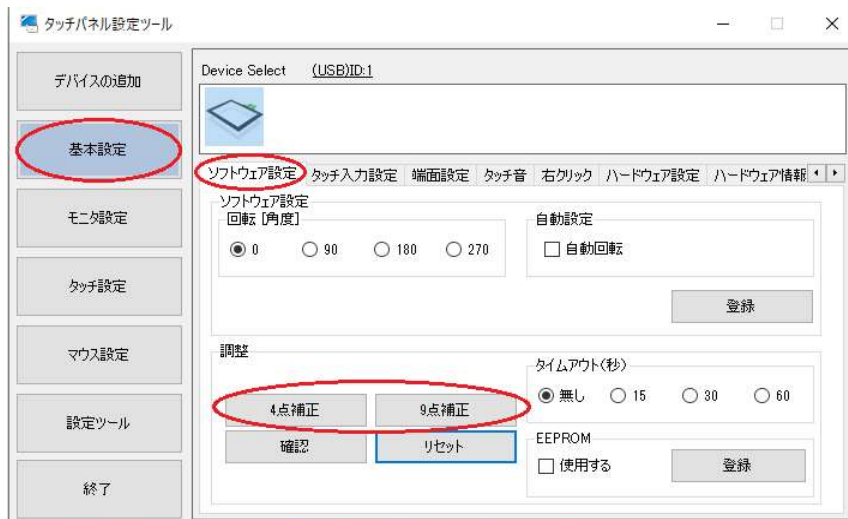 タッチパネル設定ツール
デバイスの追加
基本設定
モニタ設定
タッチ設定
マウス設定
設定ツール
終了
Device Select (USB)ID:1
ソフトウェア設定 タッチ入力設定 端面設定 タッチ音 右クリック ハードウェア設定 ハードウェア情報
ソフトウェア設定
回転 [角度]
0 90 180 270
自動設定
自動回転
登録
調整
4点補正 9点補正
確認 リセット
タイムアウト(秒)
無し 15 30 60
EEPROM
使用する 登録